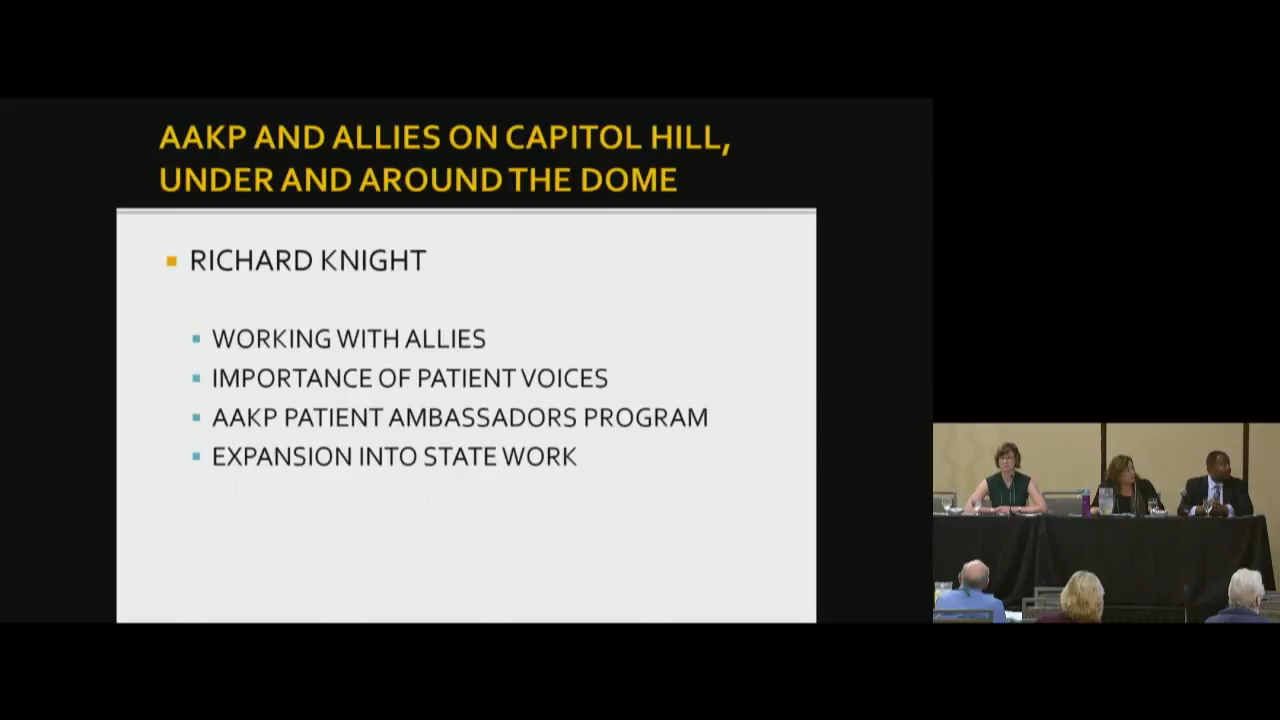 AAKP AND ALLIES ON CAPITOL HILL,
UNDER AND AROUND THE DOME
RICHARD KNIGHT
WORKING WITH ALLIES
IMPORTANCE OF PATIENT VOICES
AAKP PATIENT AMBASSADORS PROGRAM
EXPANSION INTO STATE WORK